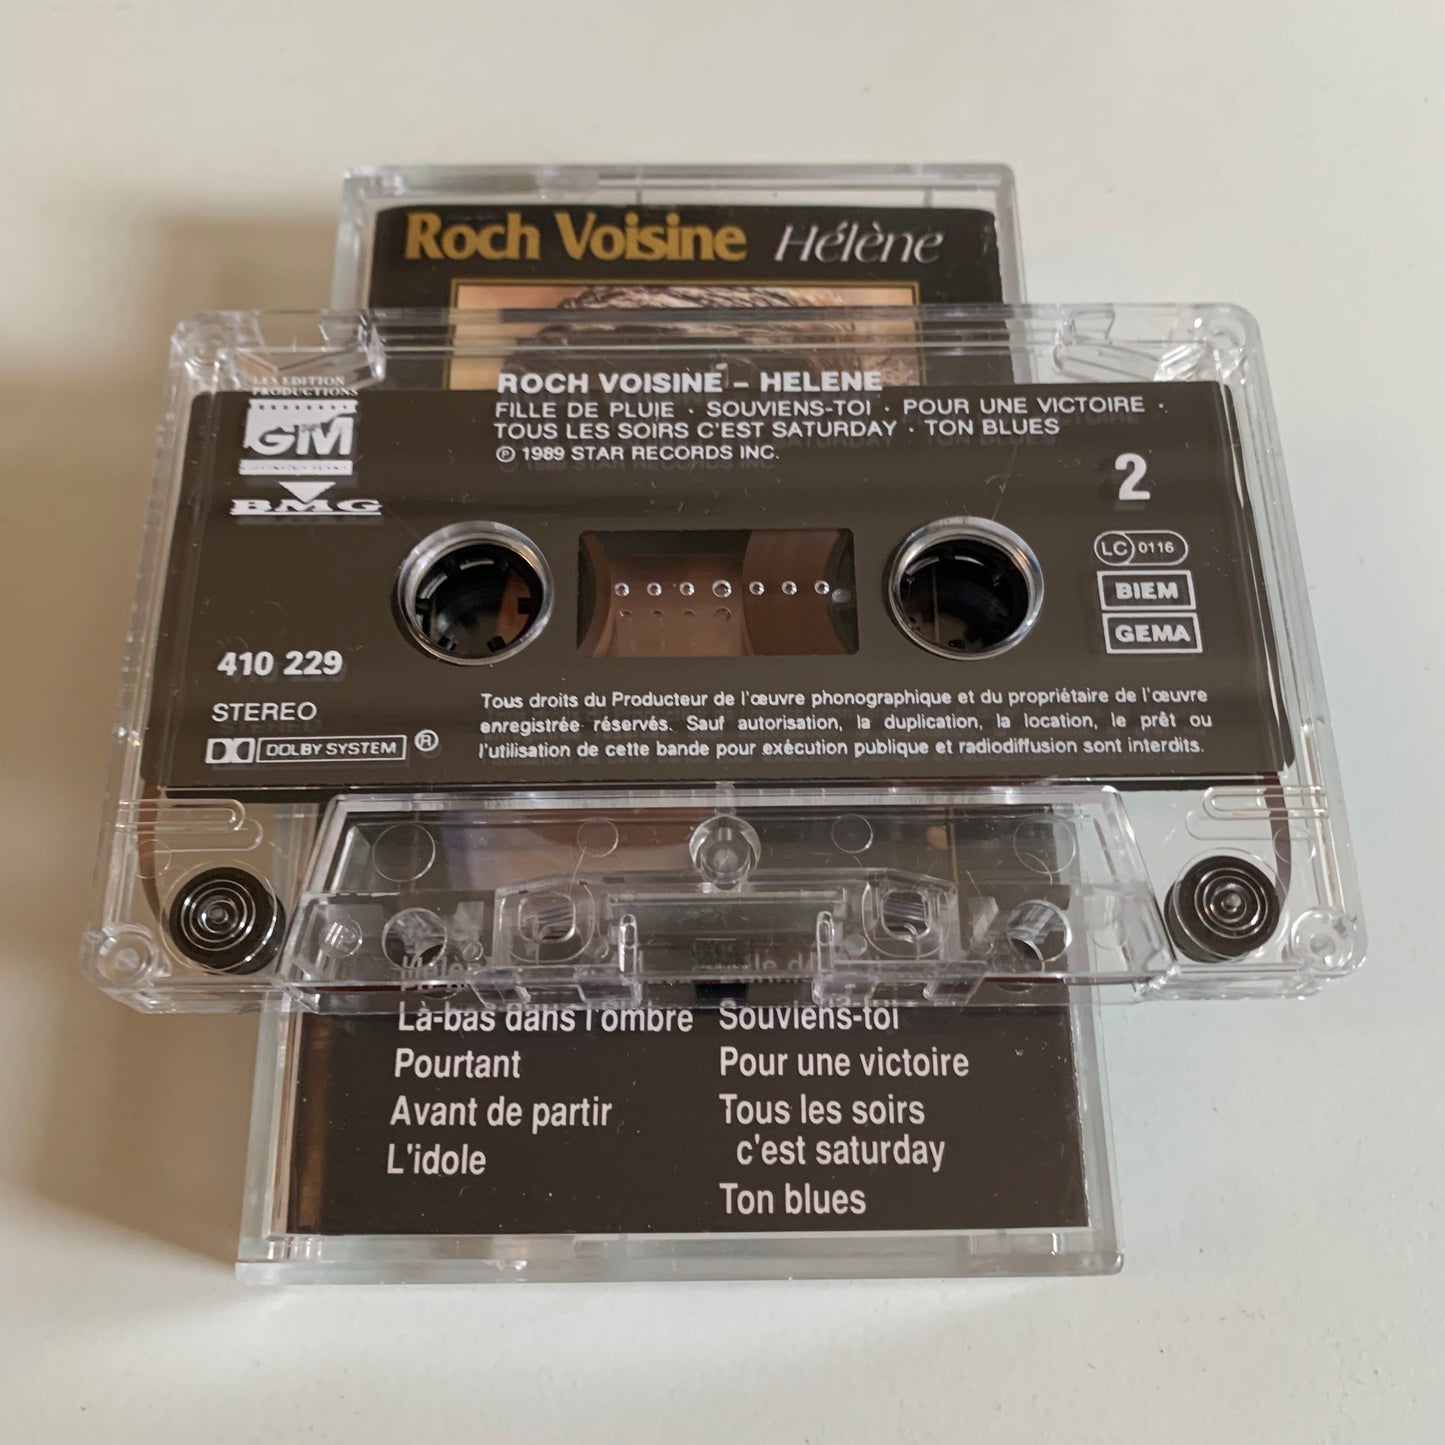 Roch Voisine Hélène
LES EDITION
PRODUCTIONS
GM
BMG
ROCH VOISINE – HELENE
FILLE DE PLUIE · SOUVIENS-TOI · POUR UNE VICTOIRE ·
TOUS LES SOIRS C'EST SATURDAY · TON BLUES
Ⓟ 1989 STAR RECORDS INC.
2
LC 0116
BIEM
GEMA
410 229
STEREO
DOLBY SYSTEM ®
Tous droits du Producteur de l'œuvre phonographique et du propriétaire de l'œuvre
enregistrée réservés. Sauf autorisation, la duplication, la location, le prêt ou
l'utilisation de cette bande pour exécution publique et radiodiffusion sont interdits.
Là-bas dans l'ombre
Pourtant
Avant de partir
L'idole
Souviens-toi
Pour une victoire
Tous les soirs
c'est saturday
Ton blues